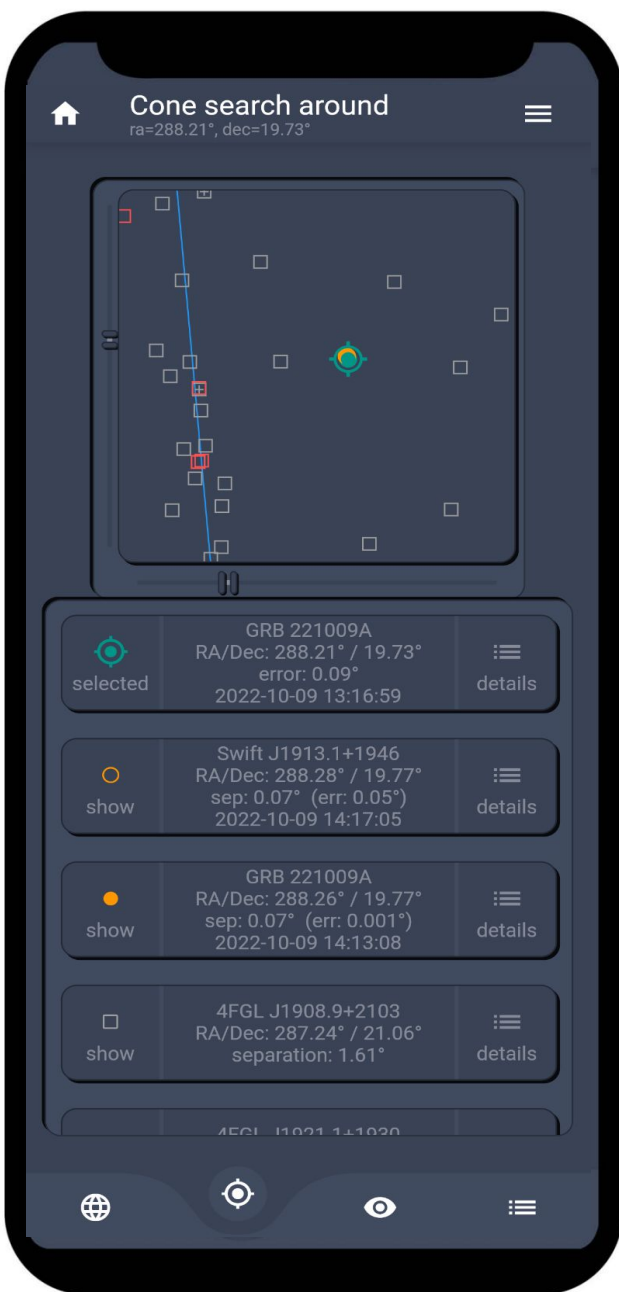 Cone search around
ra=288.21°, dec=19.73°
GRB 221009A
RA/Dec: 288.21° / 19.73°
error: 0.09°
2022-10-09 13:16:59
selected
details
Swift J1913.1+1946
RA/Dec: 288.28° / 19.77°
sep: 0.07° (err: 0.05°)
2022-10-09 14:17:05
show
details
GRB 221009A
RA/Dec: 288.26° / 19.77°
sep: 0.07° (err: 0.001°)
2022-10-09 14:13:08
show
details
4FGL J1908.9+2103
RA/Dec: 287.24° / 21.06°
separation: 1.61°
show
details
4FGL J1921.1+1930